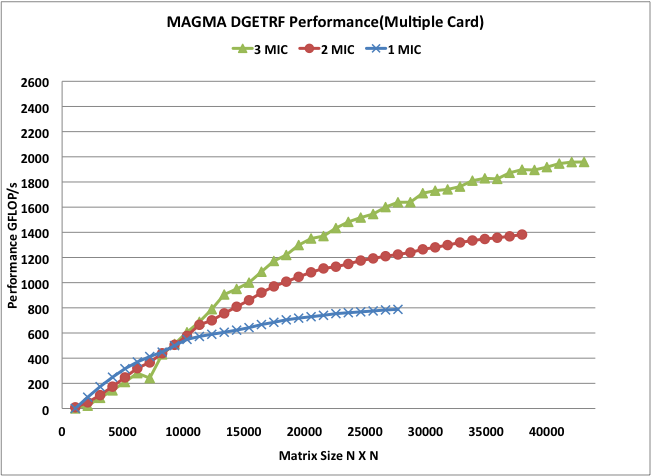 MAGMA DGETRF Performance(Multiple Card)
3 MIC 2 MIC 1 MIC
2600
2400
2200
2000
1800
1600
1400
1200
1000
800
600
400
200
0
Performance GFLOP/s
0 5000 10000 15000 20000 25000 30000 35000 40000
Matrix Size N X N